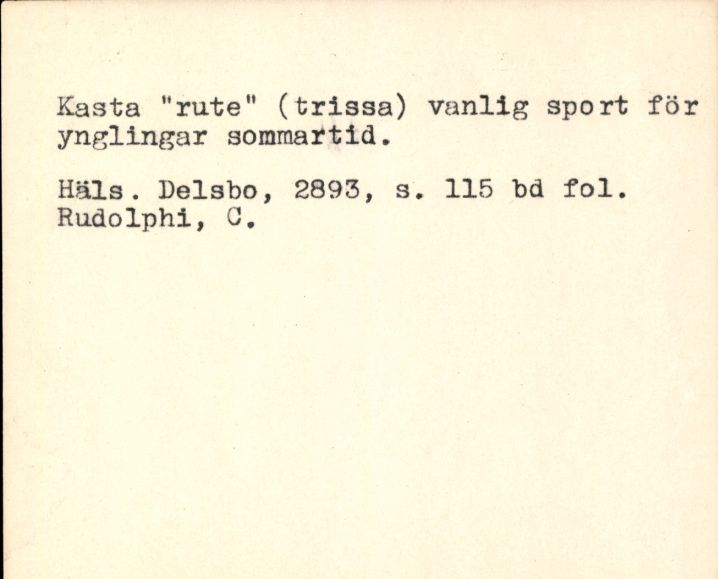 Kasta "rute" (trissa) vanlig sport för
ynglingar sommartid.
Häls. Delsbo, 2893, s. 115 bd fol.
Rudolphi, C.